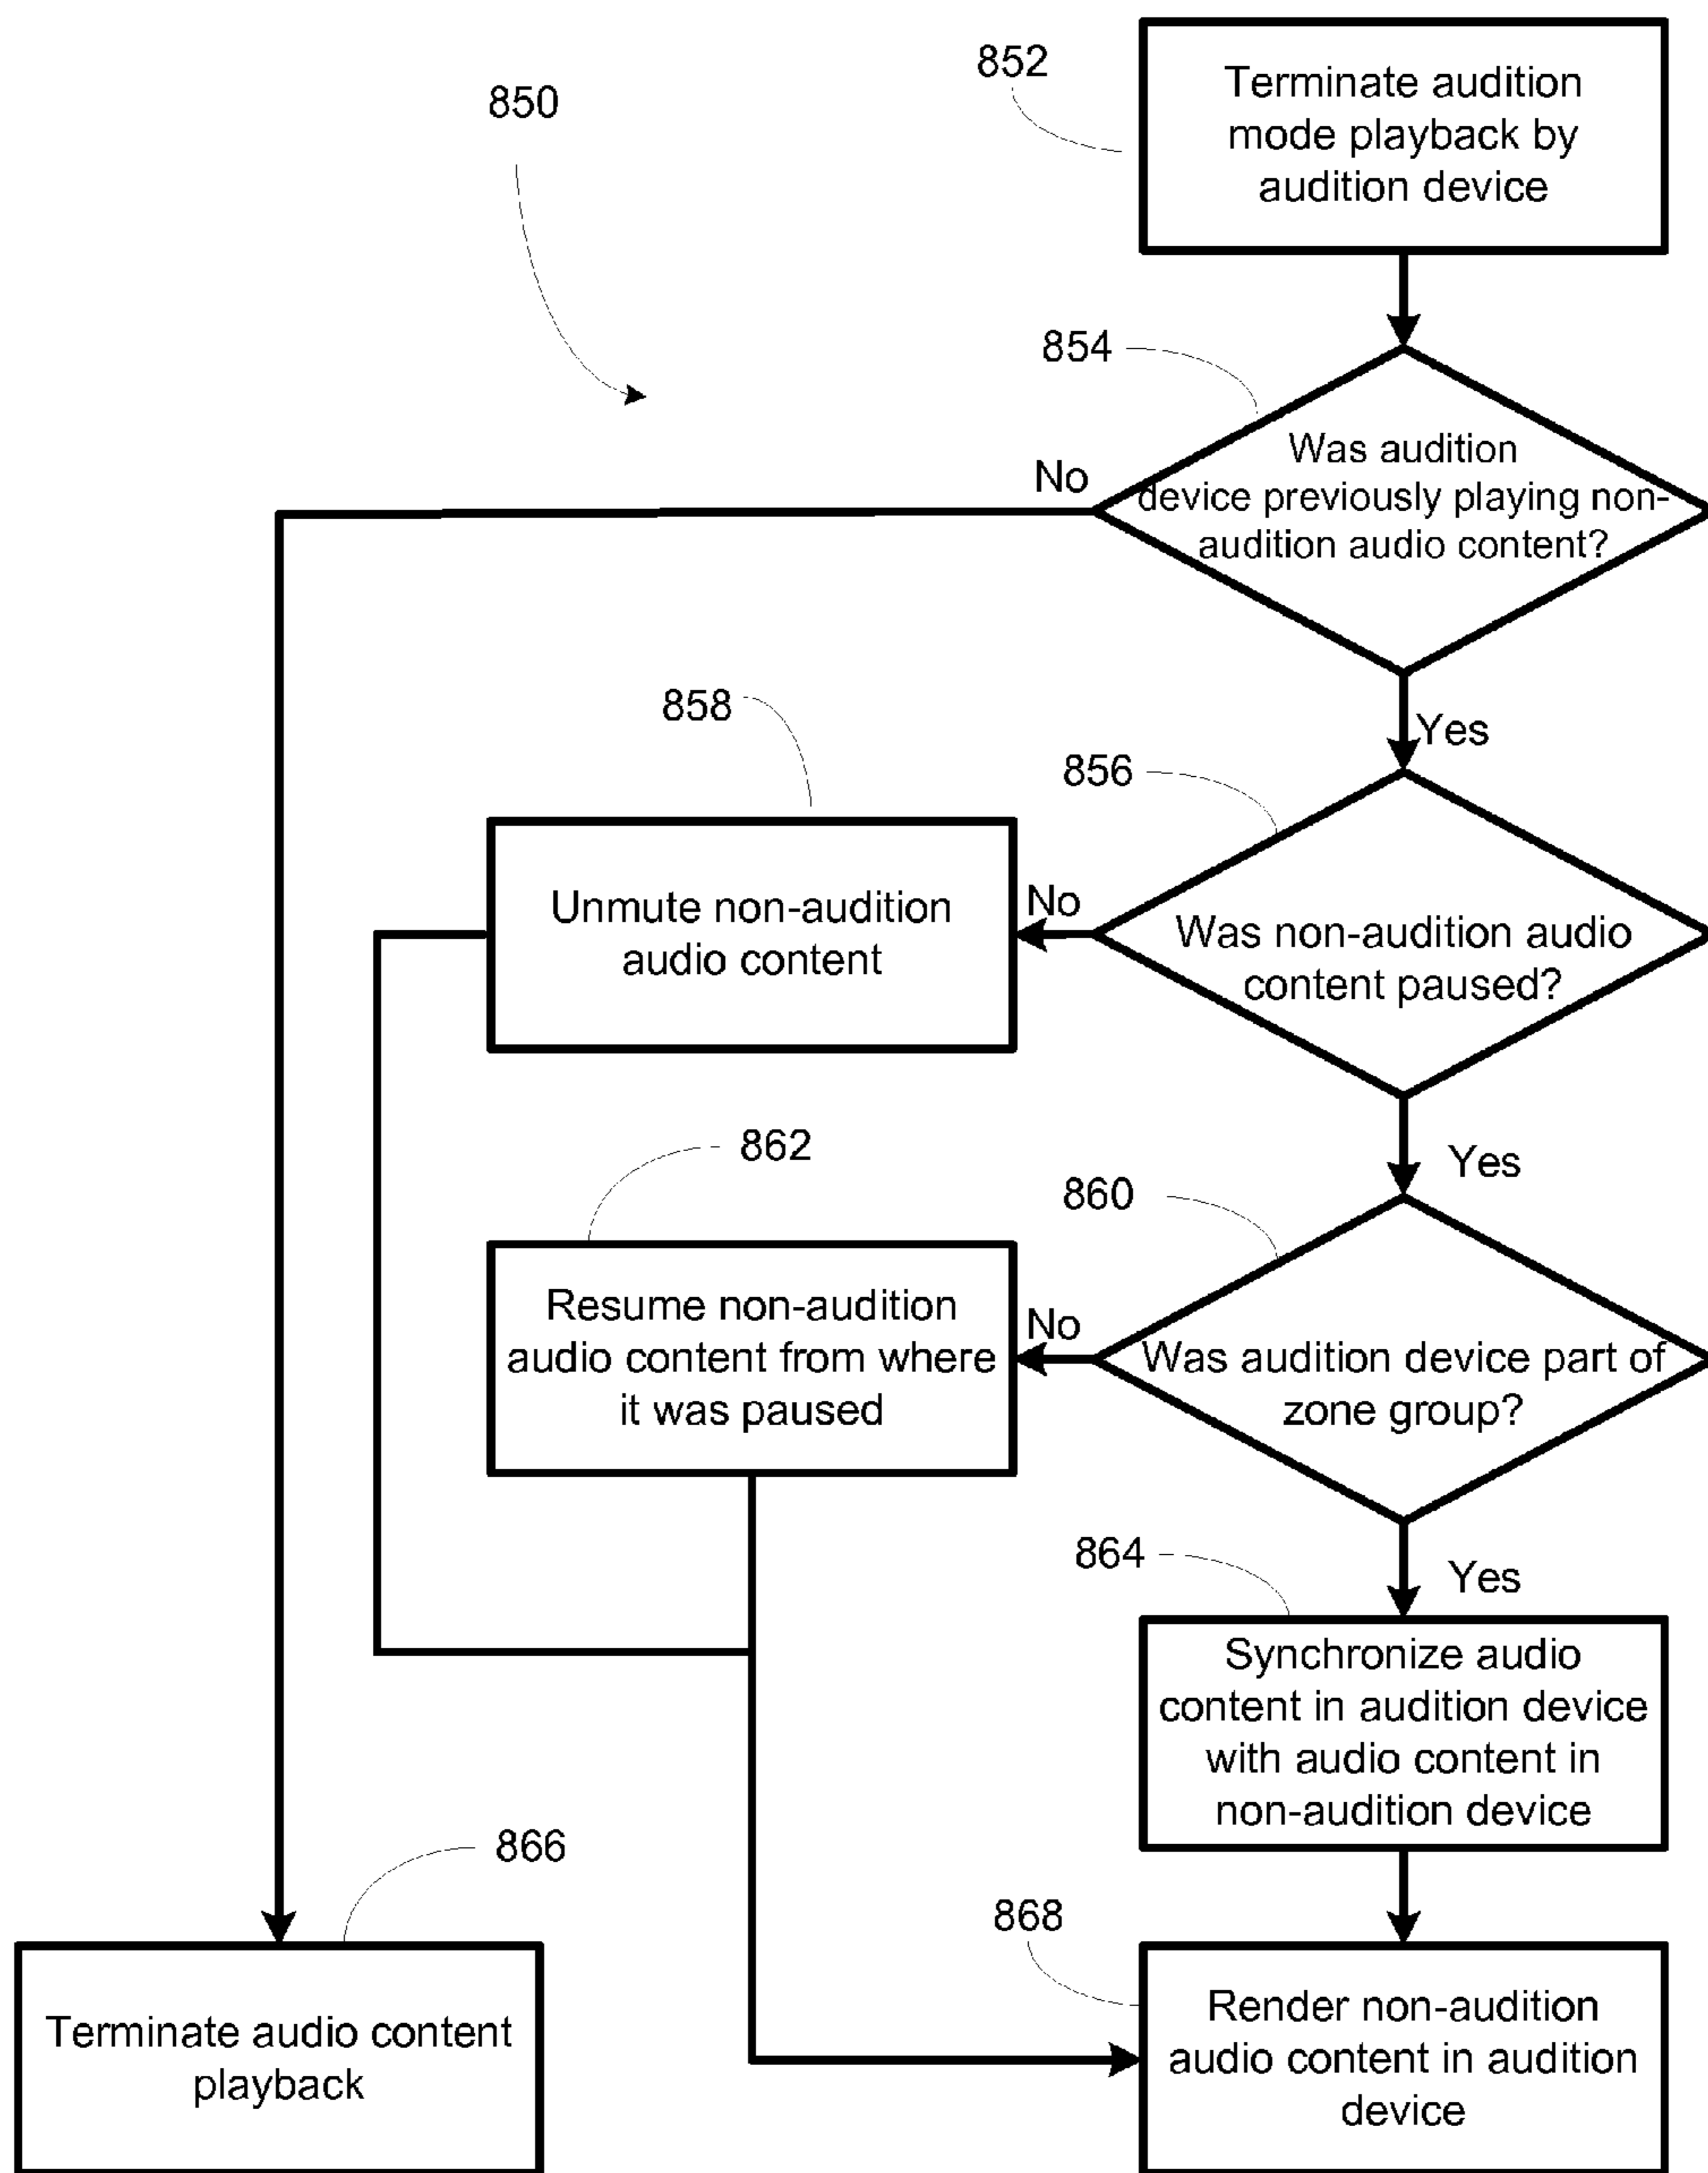 850
852
Terminate audition
mode playback by
audition device
854
Was audition
device previously playing non-
audition audio content?
No
Yes
856
Was non-audition audio
content paused?
No
858
Unmute non-audition
audio content
Yes
860
Was audition device part of
zone group?
No
862
Resume non-audition
audio content from where
it was paused
Yes
864
Synchronize audio
content in audition device
with audio content in
non-audition device
866
Terminate audio content
playback
868
Render non-audition
audio content in audition
device